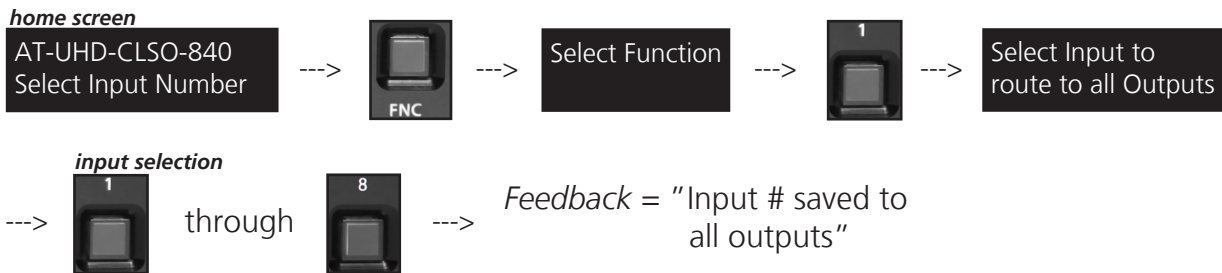 home screen
AT-UHD-CLSO-840
Select Input Number
--->
FNC
--->
Select Function
--->
1
--->
Select Input to
route to all Outputs
input selection
--->
1
through
8
--->
Feedback = "Input # saved to
all outputs"